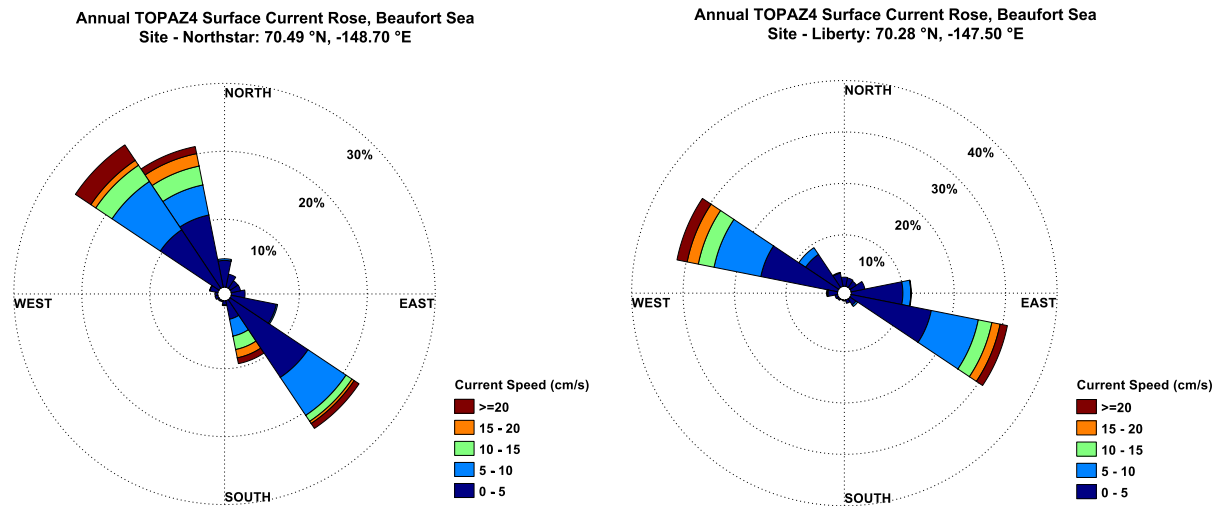 Annual TOPAZ4 Surface Current Rose, Beaufort Sea
Site - Northstar: 70.49 °N, -148.70 °E
NORTH
30%
20%
10%
WEST
EAST
SOUTH
Current Speed (cm/s)
>=20
15 - 20
10 - 15
5 - 10
0 - 5
Annual TOPAZ4 Surface Current Rose, Beaufort Sea
Site - Liberty: 70.28 °N, -147.50 °E
NORTH
40%
30%
20%
10%
WEST
EAST
SOUTH
Current Speed (cm/s)
>=20
15 - 20
10 - 15
5 - 10
0 - 5